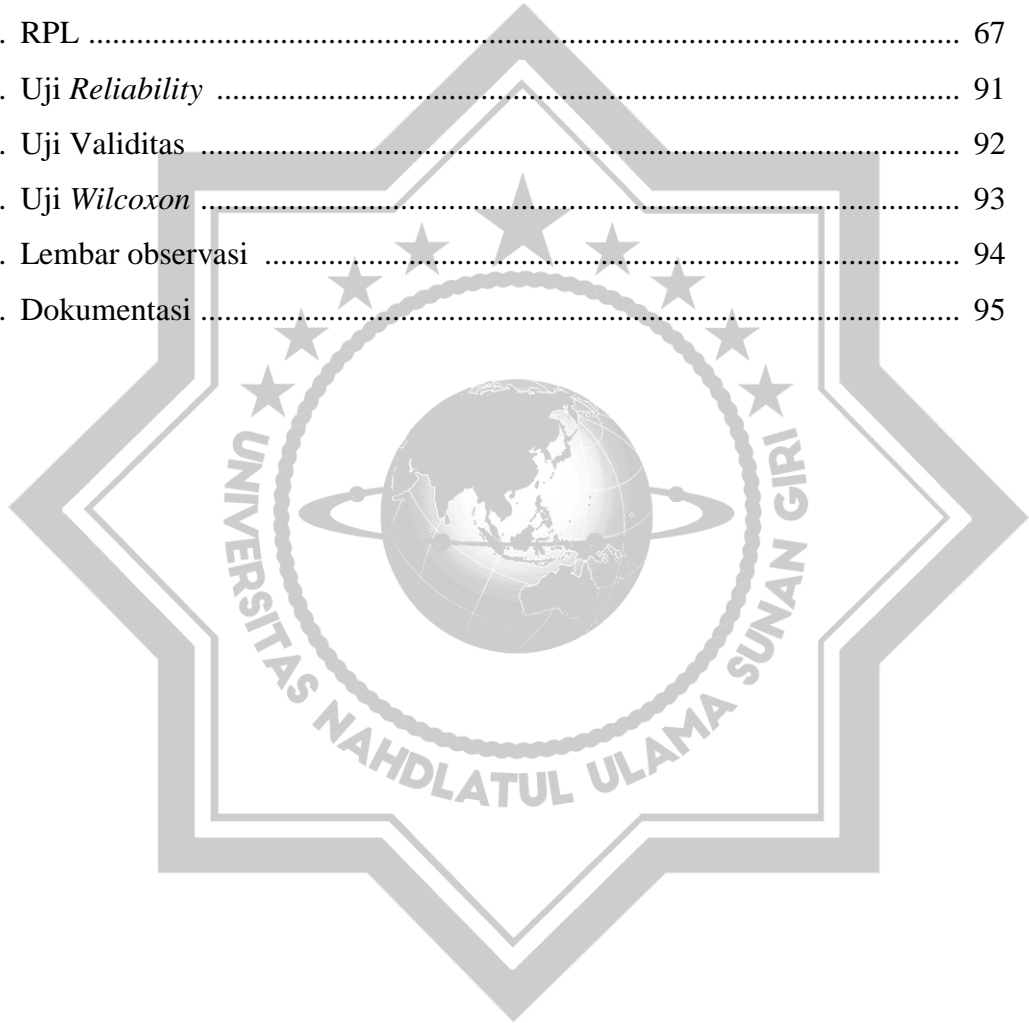 . RPL ........................................................................................................... 67
. Uji Reliability ........................................................................................... 91
. Uji Validitas ............................................................................................. 92
. Uji Wilcoxon ............................................................................................. 93
. Lembar observasi ..................................................................................... 94
. Dokumentasi ............................................................................................. 95
UNIVERSITAS NAHDLATUL ULAMA SUNAN GIRI